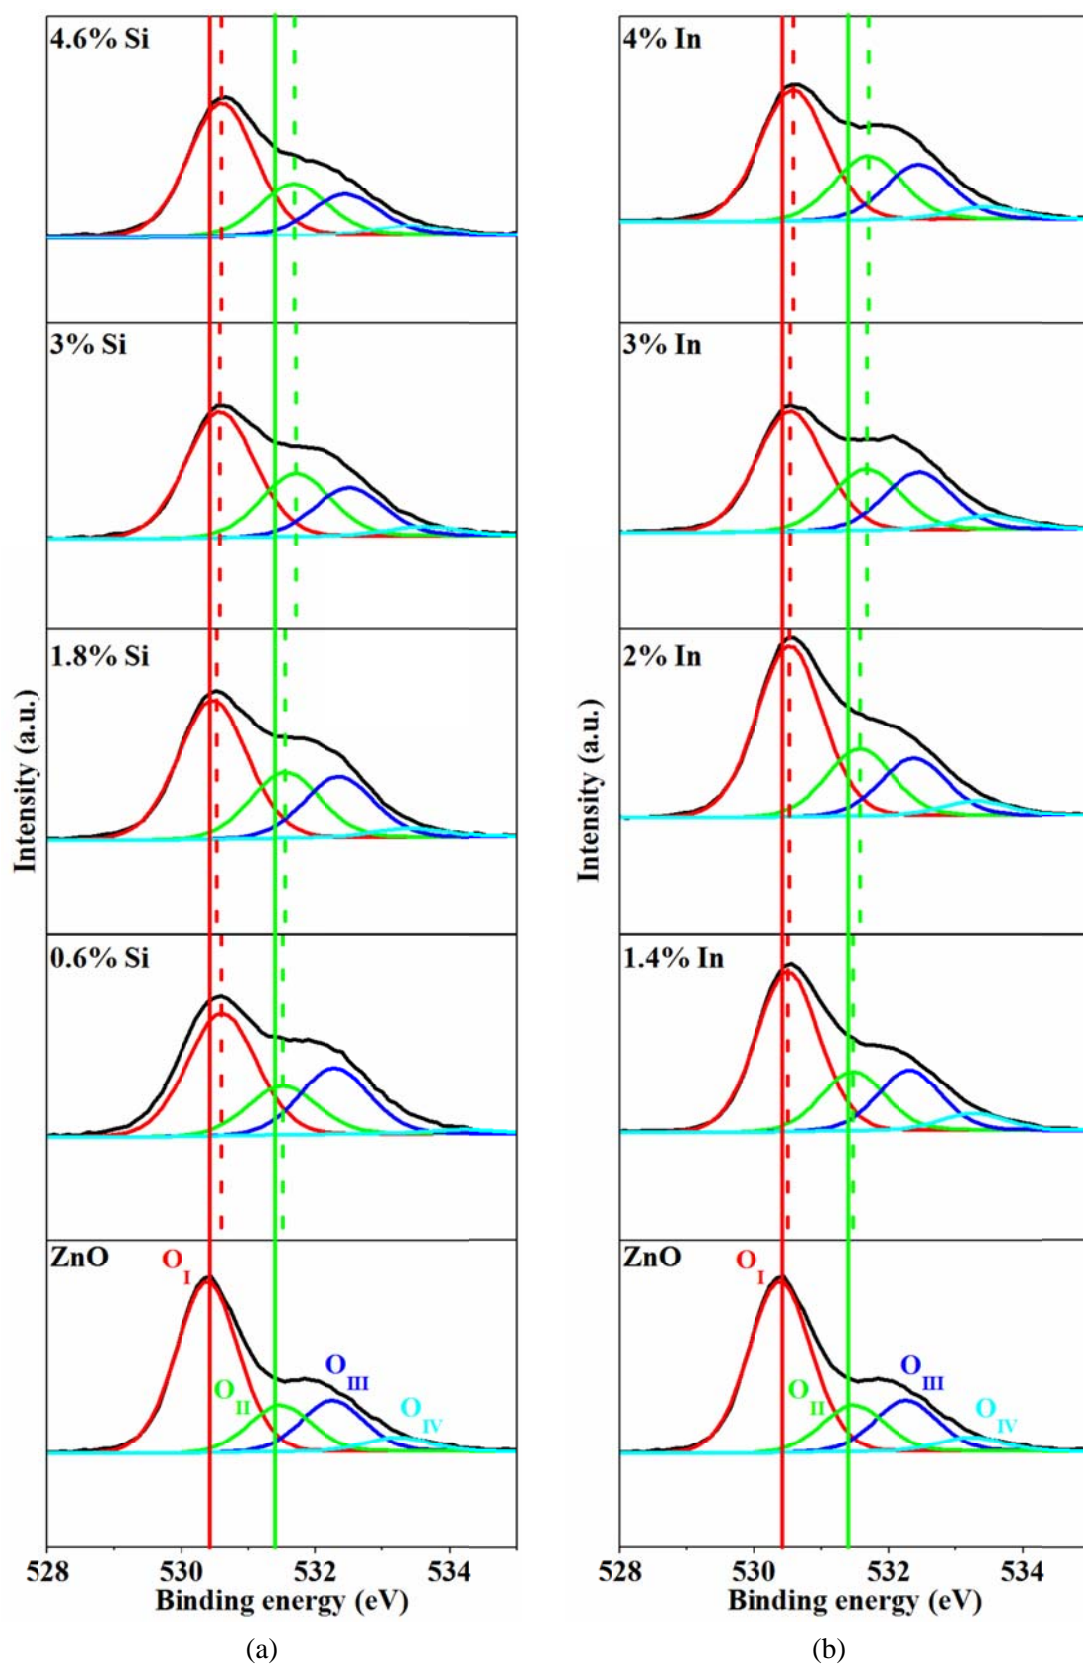 4.6% Si
3% Si
1.8% Si
0.6% Si
ZnO
O_I
O_II
O_III
O_IV
Intensity (a.u.)
528 530 532 534
Binding energy (eV)
(a)
4% In
3% In
2% In
1.4% In
ZnO
O_I
O_II
O_III
O_IV
Intensity (a.u.)
528 530 532 534
Binding energy (eV)
(b)